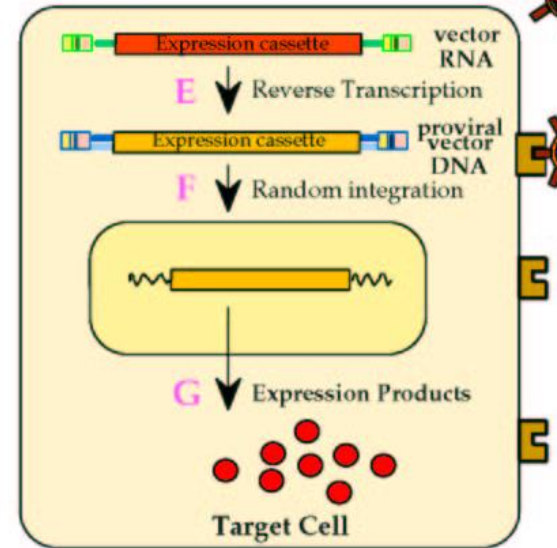 Expression cassette
vector
RNA
E
Reverse Transcription
Expression cassette
proviral
vector
DNA
F
Random integration
G
Expression Products
Target Cell